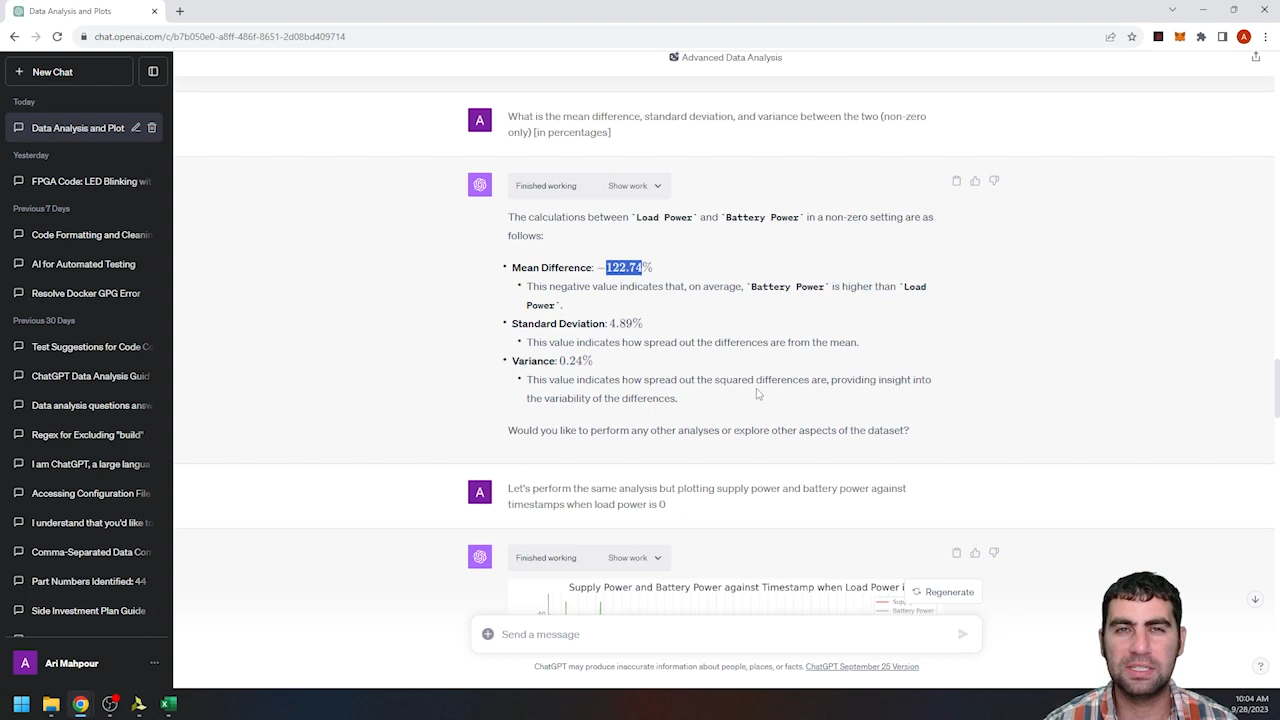 Data Analysis and Plots
chat.openai.com/c/b7b050e0-a8ff-486f-8651-2d08bd409714
A
New Chat
Advanced Data Analysis
Today
Data Analysis and Plot
Yesterday
FPGA Code: LED Blinking wit
Previous 7 Days
Code Formatting and Cleanin
AI for Automated Testing
Resolve Docker GPG Error
Previous 30 Days
Test Suggestions for Code Co
ChatGPT Data Analysis Guid
Data analysis questions answ
Regex for Excluding "build"
I am ChatGPT, a large langua
Accessing Configuration File
I understand that you'd like to
Comma-Separated Data Con
Part Numbers Identified: 44
Side Investment Plan Guide
Ari Mahpour
A
What is the mean difference, standard deviation, and variance between the two (non-zero
only) [in percentages]
Finished working Show work
The calculations between `Load Power` and `Battery Power` in a non-zero setting are as
follows:
• Mean Difference: −122.74%
• This negative value indicates that, on average, `Battery Power` is higher than `Load
Power`.
• Standard Deviation: 4.89%
• This value indicates how spread out the differences are from the mean.
• Variance: 0.24%
• This value indicates how spread out the squared differences are, providing insight into
the variability of the differences.
Would you like to perform any other analyses or explore other aspects of the dataset?
A
Let's perform the same analysis but plotting supply power and battery power against
timestamps when load power is 0
Finished working Show work
Supply Power and Battery Power against Timestamp when Load Power i
Regenerate
Battery Power
Send a message
ChatGPT may produce inaccurate information about people, places, or facts. ChatGPT September 25 Version
?
10:04 AM
9/28/2023